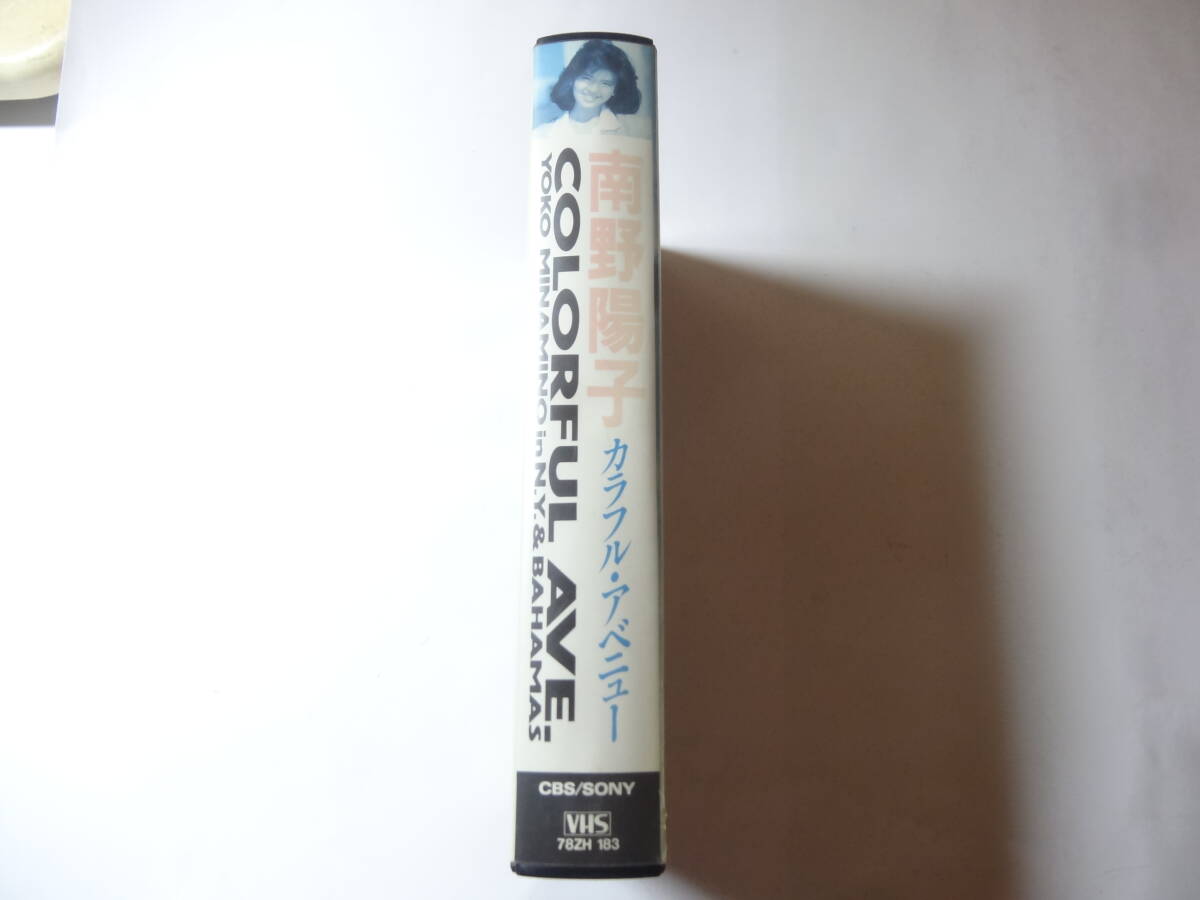 南野陽子 カラフル・アベニュー
COLORFUL AVE.
YOKO MINAMINO in N.Y. & BAHAMAS
CBS/SONY
VHS
78ZH 183